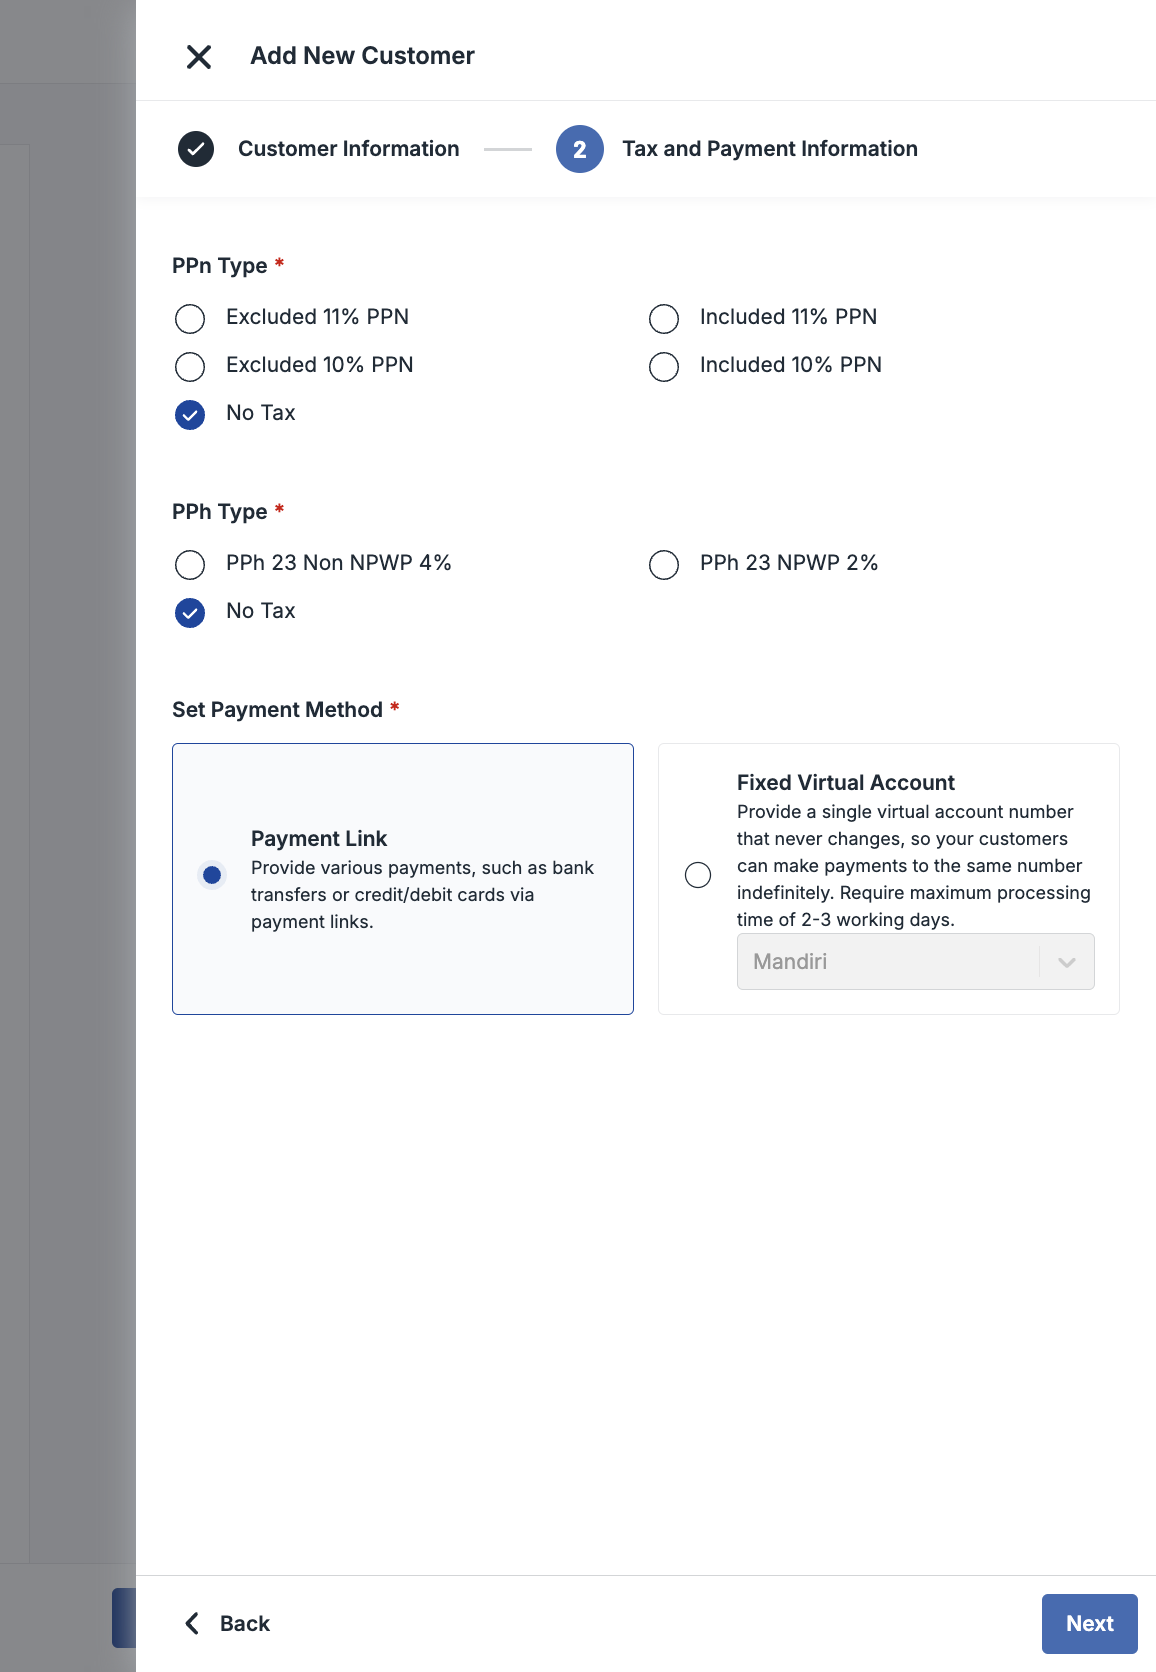 Add New Customer
Customer Information
2
Tax and Payment Information
PPn Type *
Excluded 11% PPN
Included 11% PPN
Excluded 10% PPN
Included 10% PPN
No Tax
PPh Type *
PPh 23 Non NPWP 4%
PPh 23 NPWP 2%
No Tax
Set Payment Method *
Payment Link
Provide various payments, such as bank
transfers or credit/debit cards via
payment links.
Fixed Virtual Account
Provide a single virtual account number
that never changes, so your customers
can make payments to the same number
indefinitely. Require maximum processing
time of 2-3 working days.
Mandiri
Back
Next